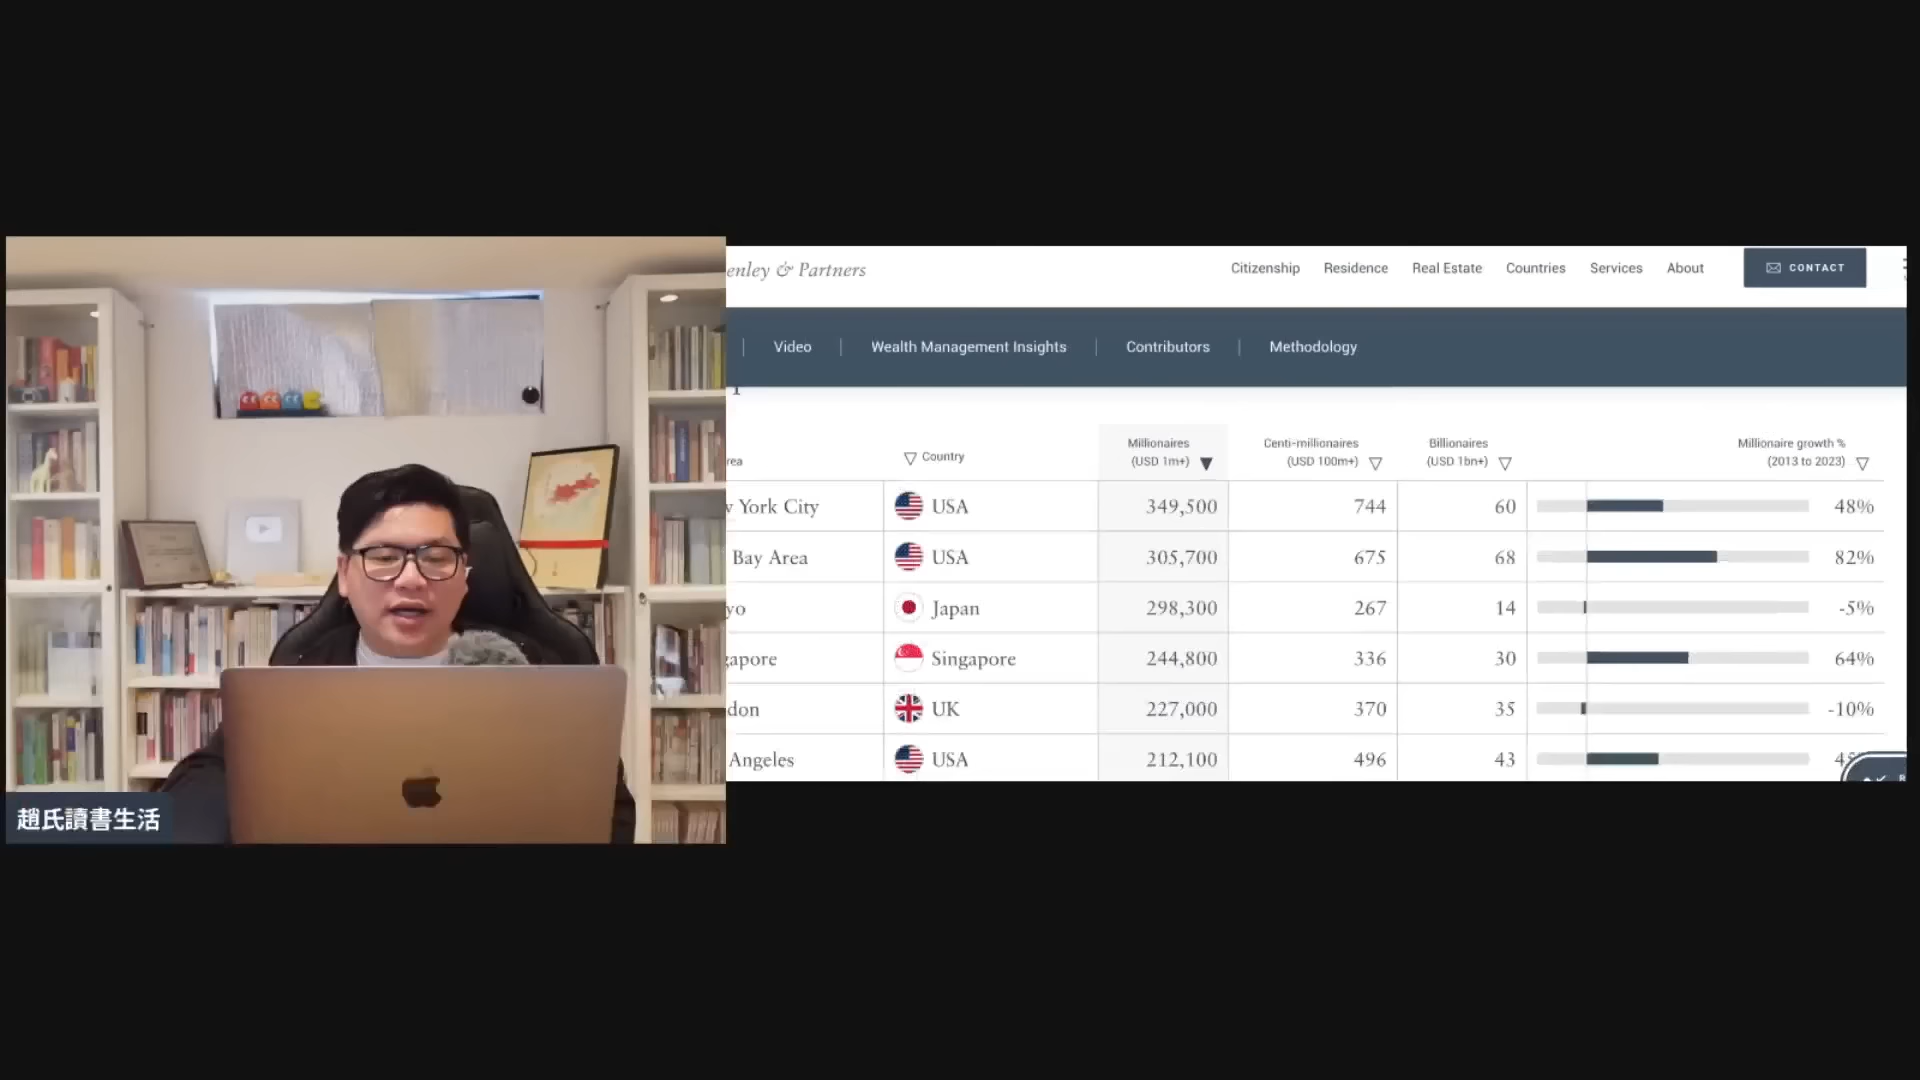 趙氏讀書生活
enley & Partners
Citizenship Residence Real Estate Countries Services About CONTACT
Video | Wealth Management Insights | Contributors | Methodology
rea
Country
Millionaires
(USD 1m+)
Centi-millionaires
(USD 100m+)
Billionaires
(USD 1bn+)
Millionaire growth %
(2013 to 2023)
York City USA 349,500 744 60 48%
Bay Area USA 305,700 675 68 82%
yo Japan 298,300 267 14 -5%
gapore Singapore 244,800 336 30 64%
don UK 227,000 370 35 -10%
Angeles USA 212,100 496 43